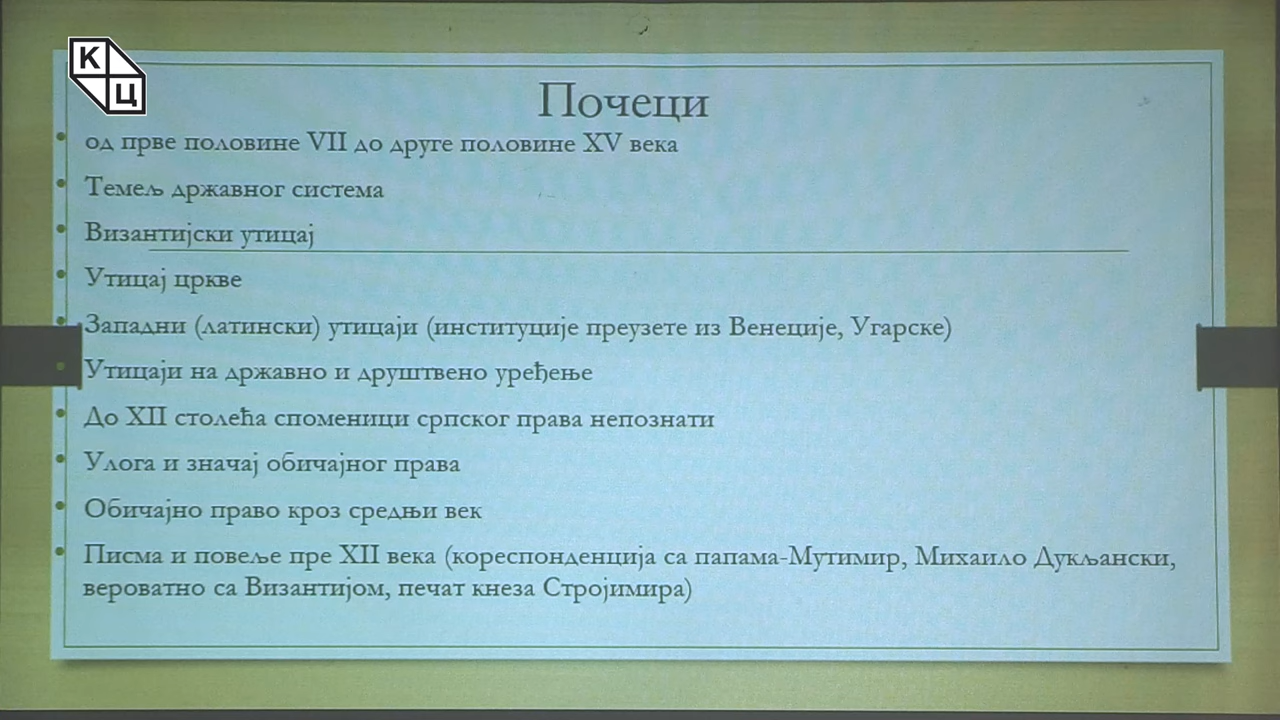 К
Ц
Почеци
од прве половине VII до друге половине XV века
Темељ државног система
Византијски утицај
Утицај цркве
Западни (латински) утицаји (институције преузете из Венеције, Угарске)
Утицаји на државно и друштвено уређење
До XII столећа споменици српског права непознати
Улога и значај обичајног права
Обичајно право кроз средњи век
Писма и повеље пре XII века (кореспонденција са папама-Мутимир, Михаило Дукљански,
вероватно са Византијом, печат кнеза Стројимира)